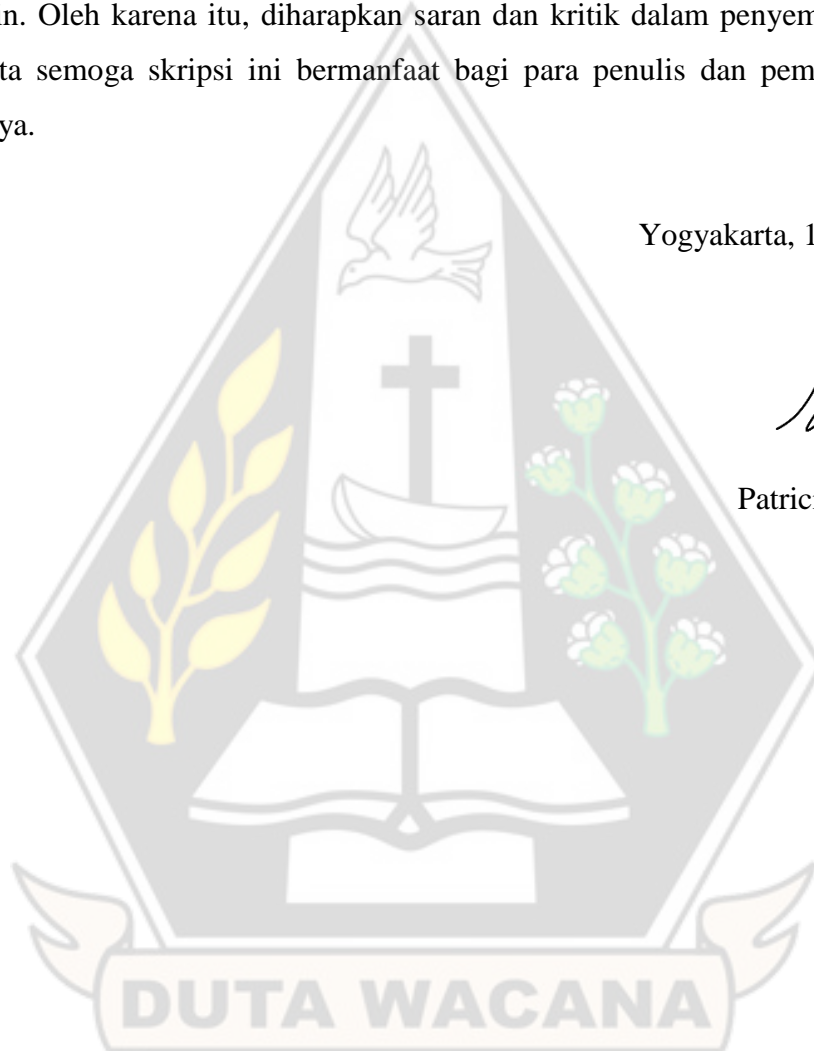 in. Oleh karena itu, diharapkan saran dan kritik dalam penyem
ta semoga skripsi ini bermanfaat bagi para penulis dan pem
ya.
Yogyakarta, 1
Patric
DUTA WACANA